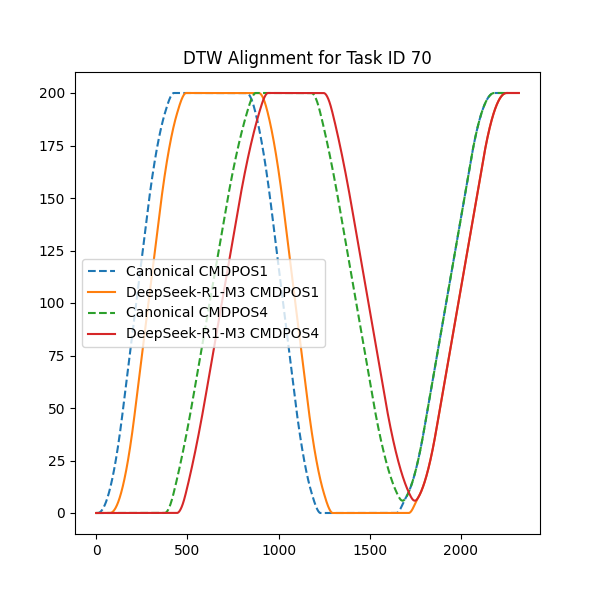 DTW Alignment for Task ID 70
200
175
150
125
100
75
50
25
0
Canonical CMDPOS1
DeepSeek-R1-M3 CMDPOS1
Canonical CMDPOS4
DeepSeek-R1-M3 CMDPOS4
0 500 1000 1500 2000